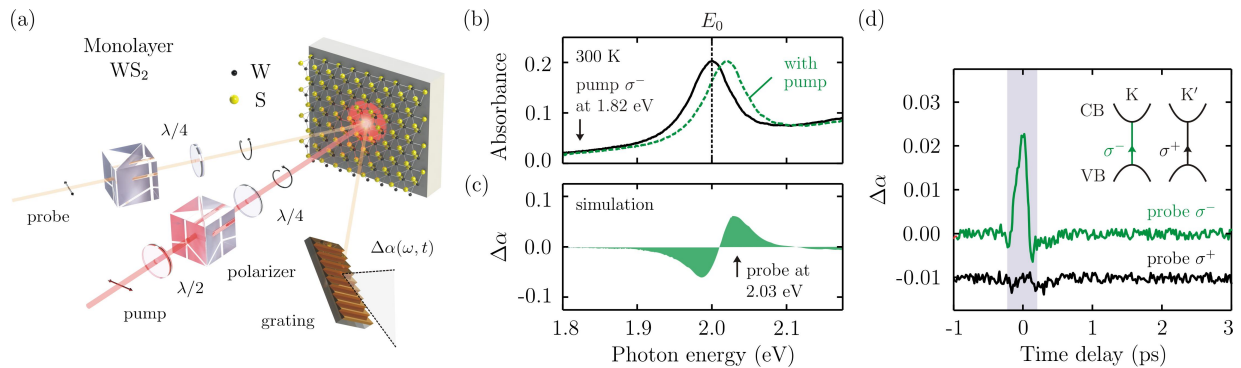 (a)
Monolayer
WS₂
W
S
λ/4
probe
λ/4
polarizer
λ/2
pump
grating
Δα(ω, t)
(b)
E₀
300 K
pump σ⁻
at 1.82 eV
with
pump
Absorbance
0.2
0.1
0.0
(c)
simulation
probe at
2.03 eV
Δα
0.1
0.0
-0.1
1.8
1.9
2.0
2.1
Photon energy (eV)
(d)
Δα
0.03
0.02
0.01
0.00
-0.01
CB
K
K′
σ⁻
σ⁺
VB
probe σ⁻
probe σ⁺
-1
0
1
2
3
Time delay (ps)